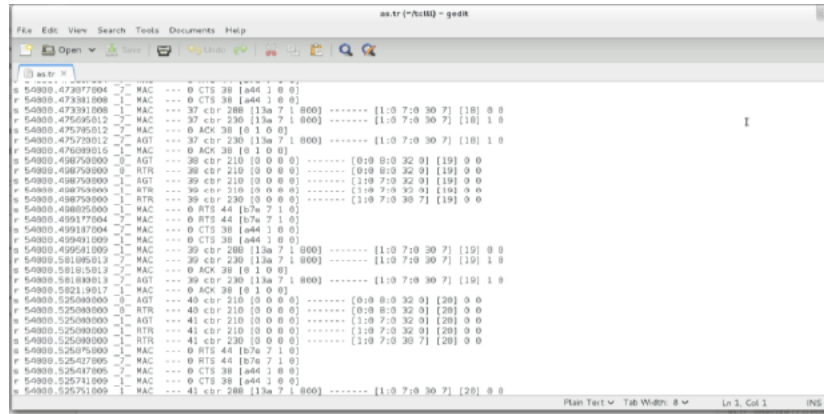 as.tr (~/tcl8l) - gedit
File Edit View Search Tools Documents Help
Open Save Undo
as.tr ×
s 54000.473077004 _7_ MAC --- 0 CTS 38 [a44 1 0 0]
r 54000.473381008 _1_ MAC --- 0 CTS 38 [a44 1 0 0]
s 54000.473391008 _1_ MAC --- 37 cbr 288 [13a 7 1 800] ------- [1:0 7:0 30 7] [18] 0 0
r 54000.475695012 _7_ MAC --- 37 cbr 230 [13a 7 1 800] ------- [1:0 7:0 30 7] [18] 1 0
s 54000.475705012 _7_ MAC --- 0 ACK 38 [0 1 0 0]
r 54000.475720012 _7_ AGT --- 37 cbr 230 [13a 7 1 800] ------- [1:0 7:0 30 7] [18] 1 0
r 54000.476009016 _1_ MAC --- 0 ACK 38 [0 1 0 0]
s 54000.498750000 _0_ AGT --- 38 cbr 210 [0 0 0 0] ------- [0:0 8:0 32 0] [19] 0 0
r 54000.498750000 _0_ RTR --- 38 cbr 210 [0 0 0 0] ------- [0:0 8:0 32 0] [19] 0 0
s 54000.498750000 _1_ AGT --- 39 cbr 210 [0 0 0 0] ------- [1:0 7:0 32 0] [19] 0 0
r 54000.498750000 _1_ RTR --- 39 cbr 210 [0 0 0 0] ------- [1:0 7:0 32 0] [19] 0 0
s 54000.498750000 _1_ RTR --- 39 cbr 230 [0 0 0 0] ------- [1:0 7:0 30 7] [19] 0 0
s 54000.498825000 _1_ MAC --- 0 RTS 44 [b7e 7 1 0]
r 54000.499177004 _7_ MAC --- 0 RTS 44 [b7e 7 1 0]
s 54000.499187004 _7_ MAC --- 0 CTS 38 [a44 1 0 0]
r 54000.499491009 _1_ MAC --- 0 CTS 38 [a44 1 0 0]
s 54000.499501009 _1_ MAC --- 39 cbr 288 [13a 7 1 800] ------- [1:0 7:0 30 7] [19] 0 0
r 54000.501805013 _7_ MAC --- 39 cbr 230 [13a 7 1 800] ------- [1:0 7:0 30 7] [19] 1 0
s 54000.501815013 _7_ MAC --- 0 ACK 38 [0 1 0 0]
r 54000.501830013 _7_ AGT --- 39 cbr 230 [13a 7 1 800] ------- [1:0 7:0 30 7] [19] 1 0
r 54000.502119017 _1_ MAC --- 0 ACK 38 [0 1 0 0]
s 54000.525000000 _0_ AGT --- 40 cbr 210 [0 0 0 0] ------- [0:0 8:0 32 0] [20] 0 0
r 54000.525000000 _0_ RTR --- 40 cbr 210 [0 0 0 0] ------- [0:0 8:0 32 0] [20] 0 0
s 54000.525000000 _1_ AGT --- 41 cbr 210 [0 0 0 0] ------- [1:0 7:0 32 0] [20] 0 0
r 54000.525000000 _1_ RTR --- 41 cbr 210 [0 0 0 0] ------- [1:0 7:0 32 0] [20] 0 0
s 54000.525000000 _1_ RTR --- 41 cbr 230 [0 0 0 0] ------- [1:0 7:0 30 7] [20] 0 0
s 54000.525075000 _1_ MAC --- 0 RTS 44 [b7e 7 1 0]
r 54000.525427005 _7_ MAC --- 0 RTS 44 [b7e 7 1 0]
s 54000.525437005 _7_ MAC --- 0 CTS 38 [a44 1 0 0]
r 54000.525741009 _1_ MAC --- 0 CTS 38 [a44 1 0 0]
s 54000.525751009 _1_ MAC --- 41 cbr 288 [13a 7 1 800] ------- [1:0 7:0 30 7] [20] 0 0
Plain Text Tab Width: 8 Ln 1, Col 1 INS